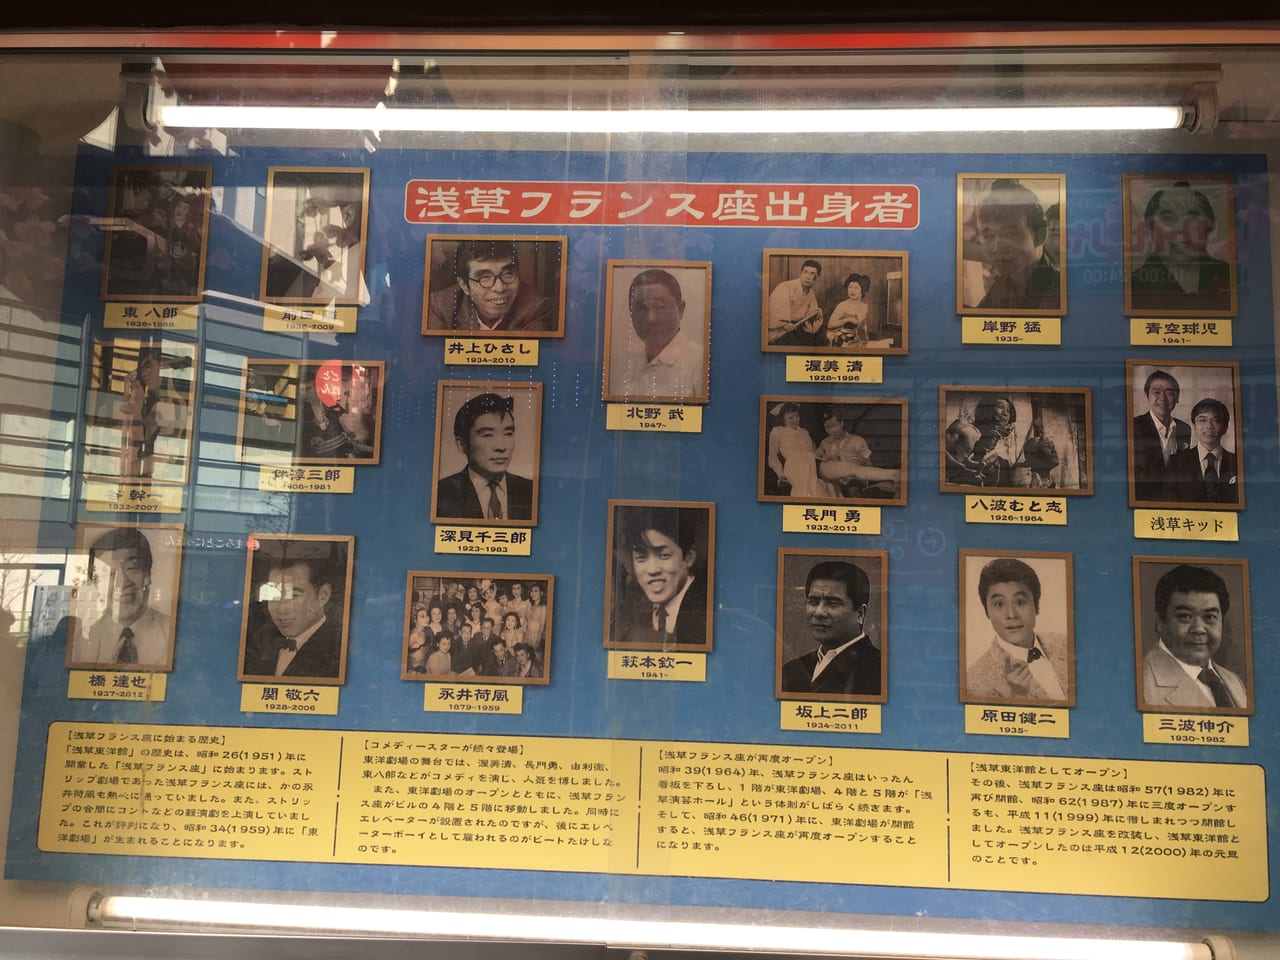 浅草フランス座出身者
東 八郎
1936~1988
前田 隣
1936~2009
井上ひさし
1934~2010
北野 武
1947~
渥美 清
1928~1996
岸野 猛
1935~
青空球児
1941~
谷 幹一
1932~2007
伴淳三郎
1908~1981
深見千三郎
1923~1983
長門 勇
1932~2013
八波むと志
1926~1964
浅草キッド
橋 達也
1937~2012
関 敬六
1928~2006
永井荷風
1879~1959
萩本欽一
1941~
坂上二郎
1934~2011
原田健二
1935~
三波伸介
1930~1982
【浅草フランス座に始まる歴史】
「浅草東洋館」の歴史は、昭和26(1951)年に
開業した「浅草フランス座」に始まります。スト
リップ劇場であった浅草フランス座には、かの永
井荷風も熱心に通っていました。また、ストリッ
プの合間にコントなどの軽演劇を上演していまし
た。これが評判になり、昭和34(1959)年に「東
洋劇場」が生まれることになります。
【コメディースターが続々登場】
東洋劇場の舞台では、渥美清、長門勇、由利徹、
東八郎などがコメディを演じ、人気を博しました。
また、東洋劇場のオープンとともに、浅草フラン
ス座がビルの4階と5階に移動しました。同時に
エレベーターが設置されたのですが、後にエレベ
ーターボーイとして雇われるのがビートたけしな
のです。
【浅草フランス座が再度オープン】
昭和39(1964)年、浅草フランス座はいったん
看板を下ろし、1階が東洋劇場、4階と5階が「浅
草演芸ホール」という体制がしばらく続きます。
そして、昭和46(1971)年に、東洋劇場が閉館
すると、浅草フランス座が再度オープンすること
になります。
【浅草東洋館としてオープン】
その後、浅草フランス座は昭和57(1982)年に
再び閉館、昭和62(1987)年に三度オープンす
るも、平成11(1999)年に惜しまれつつ閉館し
ました。浅草フランス座を改装し、浅草東洋館と
してオープンしたのは平成12(2000)年の元旦
のことです。